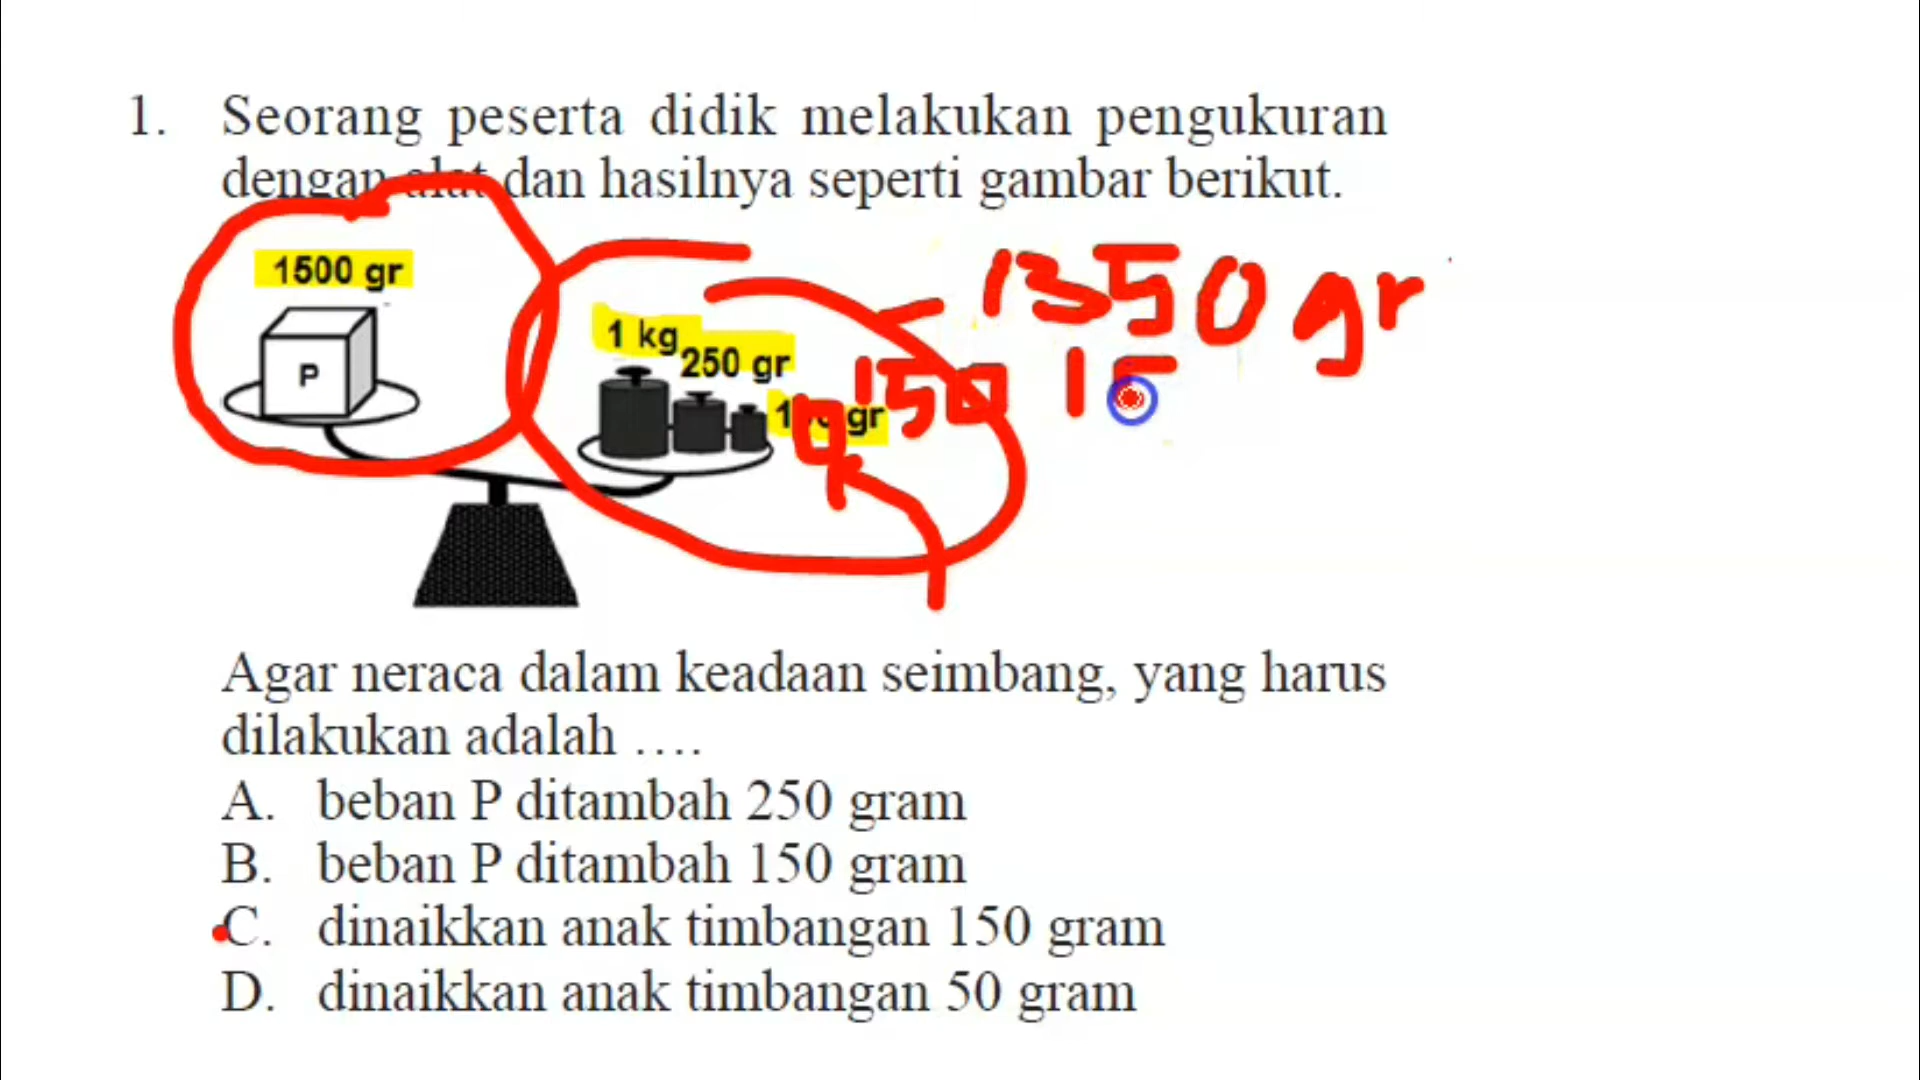 1. Seorang peserta didik melakukan pengukuran
dengan alat dan hasilnya seperti gambar berikut.
1500 gr
P
1 kg
250 gr
gr
1350 gr
150
15
Agar neraca dalam keadaan seimbang, yang harus
dilakukan adalah ….
A. beban P ditambah 250 gram
B. beban P ditambah 150 gram
C. dinaikkan anak timbangan 150 gram
D. dinaikkan anak timbangan 50 gram